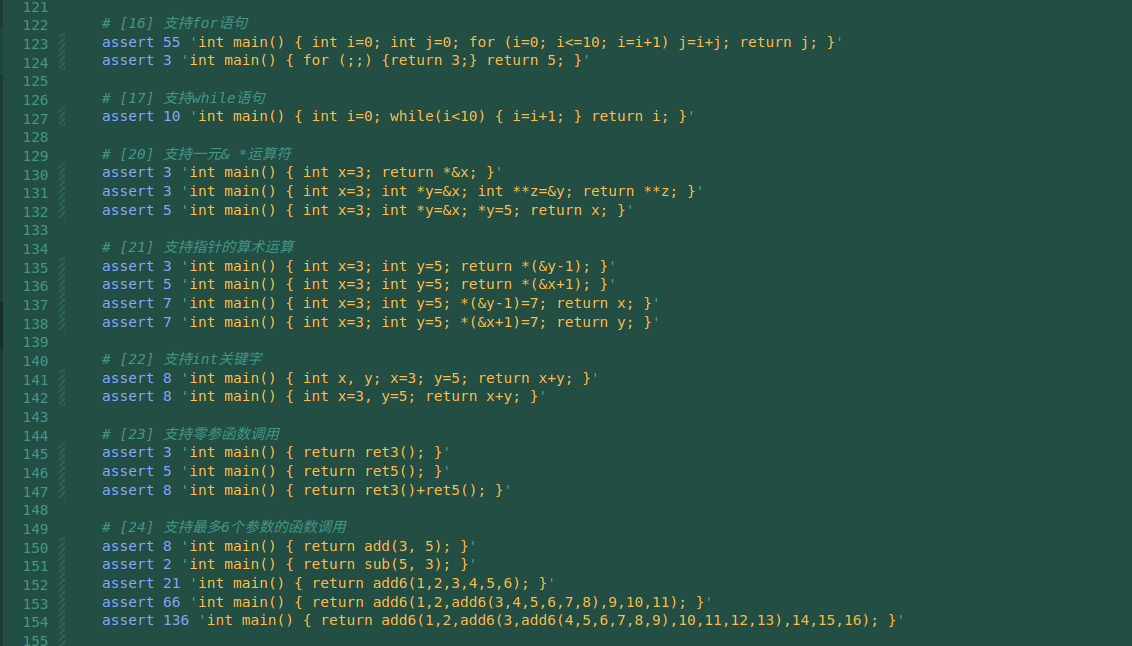 121
122 # [16] 支持for语句
123 assert 55 'int main() { int i=0; int j=0; for (i=0; i<=10; i=i+1) j=i+j; return j; }'
124 assert 3 'int main() { for (;;) {return 3;} return 5; }'
125
126 # [17] 支持while语句
127 assert 10 'int main() { int i=0; while(i<10) { i=i+1; } return i; }'
128
129 # [20] 支持一元& *运算符
130 assert 3 'int main() { int x=3; return *&x; }'
131 assert 3 'int main() { int x=3; int *y=&x; int **z=&y; return **z; }'
132 assert 5 'int main() { int x=3; int *y=&x; *y=5; return x; }'
133
134 # [21] 支持指针的算术运算
135 assert 3 'int main() { int x=3; int y=5; return *(&y-1); }'
136 assert 5 'int main() { int x=3; int y=5; return *(&x+1); }'
137 assert 7 'int main() { int x=3; int y=5; *(&y-1)=7; return x; }'
138 assert 7 'int main() { int x=3; int y=5; *(&x+1)=7; return y; }'
139
140 # [22] 支持int关键字
141 assert 8 'int main() { int x, y; x=3; y=5; return x+y; }'
142 assert 8 'int main() { int x=3, y=5; return x+y; }'
143
144 # [23] 支持零参函数调用
145 assert 3 'int main() { return ret3(); }'
146 assert 5 'int main() { return ret5(); }'
147 assert 8 'int main() { return ret3()+ret5(); }'
148
149 # [24] 支持最多6个参数的函数调用
150 assert 8 'int main() { return add(3, 5); }'
151 assert 2 'int main() { return sub(5, 3); }'
152 assert 21 'int main() { return add6(1,2,3,4,5,6); }'
153 assert 66 'int main() { return add6(1,2,add6(3,4,5,6,7,8),9,10,11); }'
154 assert 136 'int main() { return add6(1,2,add6(3,add6(4,5,6,7,8,9),10,11,12,13),14,15,16); }'
155